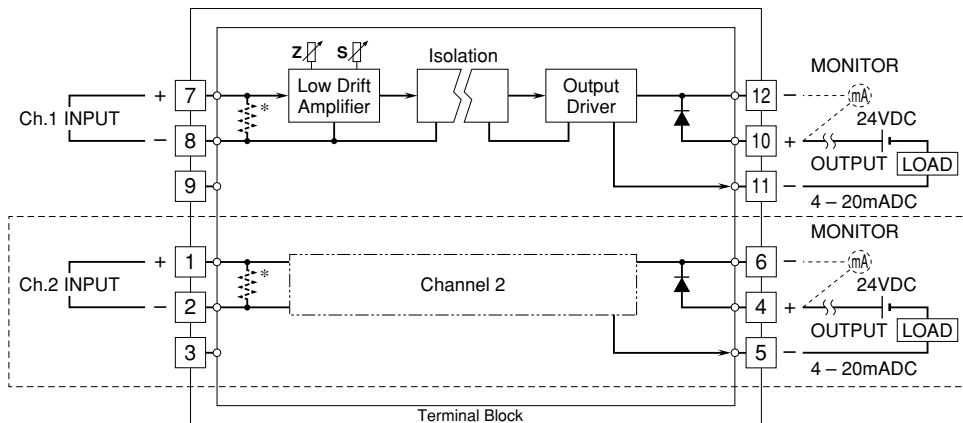 Z S Isolation
MONITOR
+ 7 Low Drift Amplifier Output Driver 12 − mA
*
Ch.1 INPUT
24VDC
− 8 10 +
OUTPUT LOAD
9 11 −
4 – 20mADC
MONITOR
+ 1 6 − mA
*
Ch.2 INPUT Channel 2
24VDC
− 2 4 +
OUTPUT LOAD
3 5 −
4 – 20mADC
Terminal Block